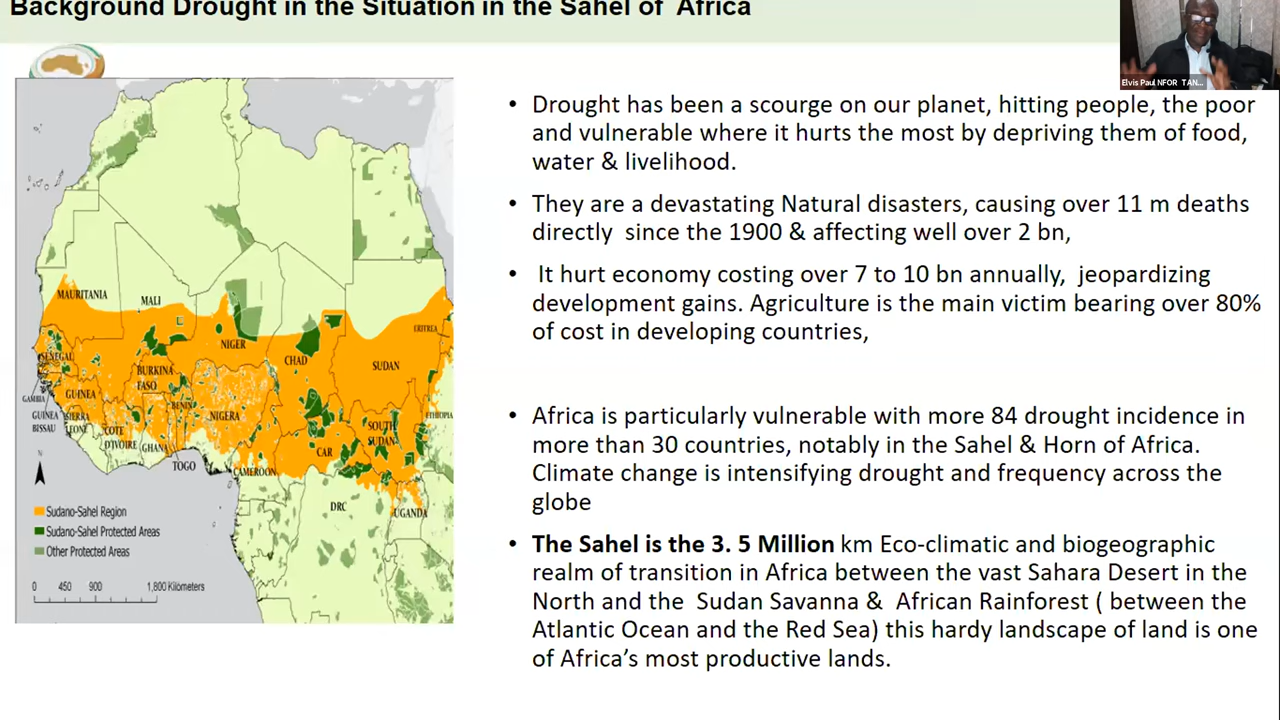 Background Drought in the Situation in the Sahel of Africa
Elvis Paul NFOR TAN...
• Drought has been a scourge on our planet, hitting people, the poor
and vulnerable where it hurts the most by depriving them of food,
water & livelihood.
• They are a devastating Natural disasters, causing over 11 m deaths
directly since the 1900 & affecting well over 2 bn,
• It hurt economy costing over 7 to 10 bn annually, jeopardizing
development gains. Agriculture is the main victim bearing over 80%
of cost in developing countries,
• Africa is particularly vulnerable with more 84 drought incidence in
more than 30 countries, notably in the Sahel & Horn of Africa.
Climate change is intensifying drought and frequency across the
globe
• The Sahel is the 3. 5 Million km Eco-climatic and biogeographic
realm of transition in Africa between the vast Sahara Desert in the
North and the Sudan Savanna & African Rainforest ( between the
Atlantic Ocean and the Red Sea) this hardy landscape of land is one
of Africa's most productive lands.
MAURITANIA
MALI
NIGER
CHAD
SUDAN
ERITREA
SENEGAL
GAMBIA
GUINEA
BISSAU
GUINEA
SIERRA
LEONE
COTE
D'IVOIRE
BURKINA
FASO
GHANA
TOGO
BENIN
NIGERA
CAMEROON
CAR
SOUTH
SUDAN
ETHIOPIA
DRC
UGANDA
N
Sudano-Sahel Region
Sudano-Sahel Protected Areas
Other Protected Areas
0 450 900 1,800 Kilometers